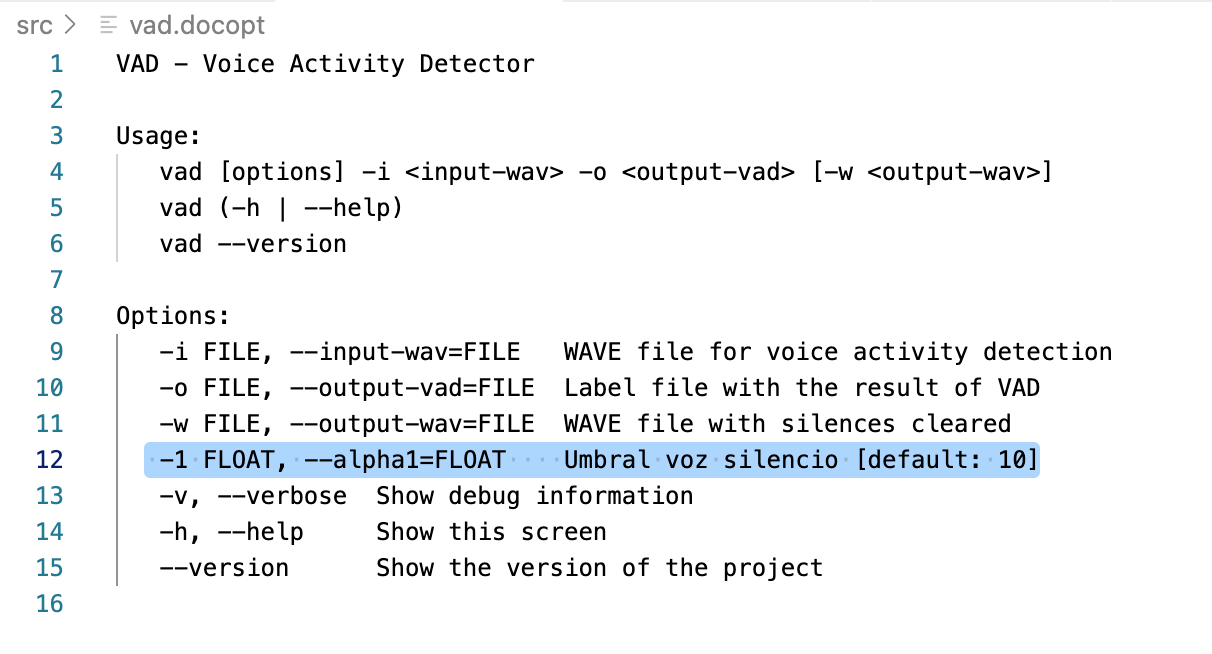 src > vad.docopt
1 VAD - Voice Activity Detector
2
3 Usage:
4 vad [options] -i <input-wav> -o <output-vad> [-w <output-wav>]
5 vad (-h | --help)
6 vad --version
7
8 Options:
9 -i FILE, --input-wav=FILE WAVE file for voice activity detection
10 -o FILE, --output-vad=FILE Label file with the result of VAD
11 -w FILE, --output-wav=FILE WAVE file with silences cleared
12 -1 FLOAT, --alpha1=FLOAT Umbral voz silencio [default: 10]
13 -v, --verbose Show debug information
14 -h, --help Show this screen
15 --version Show the version of the project
16